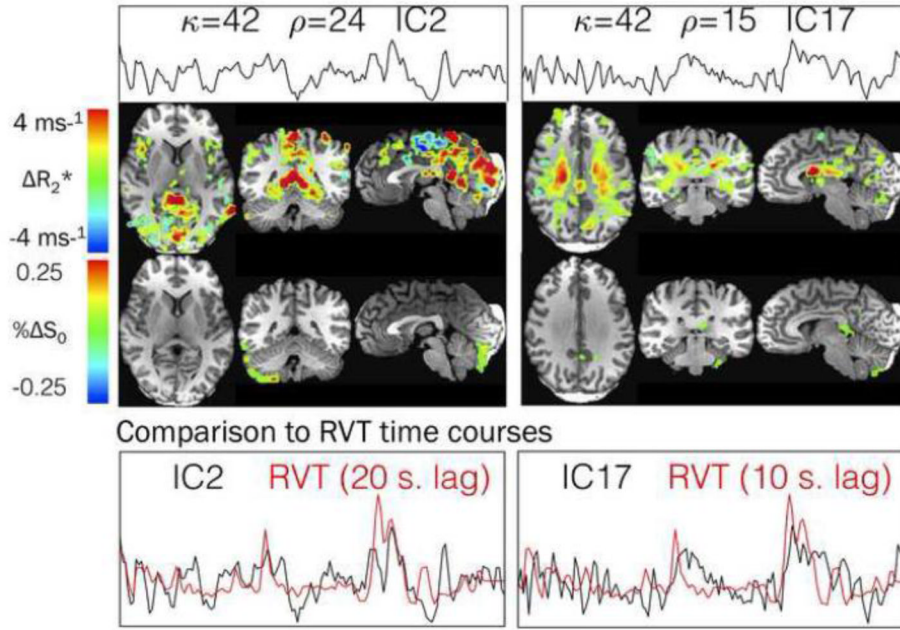 κ=42 ρ=24 IC2
κ=42 ρ=15 IC17
4 ms-1
ΔR2*
-4 ms-1
0.25
%ΔS0
-0.25
Comparison to RVT time courses
IC2 RVT (20 s. lag)
IC17 RVT (10 s. lag)